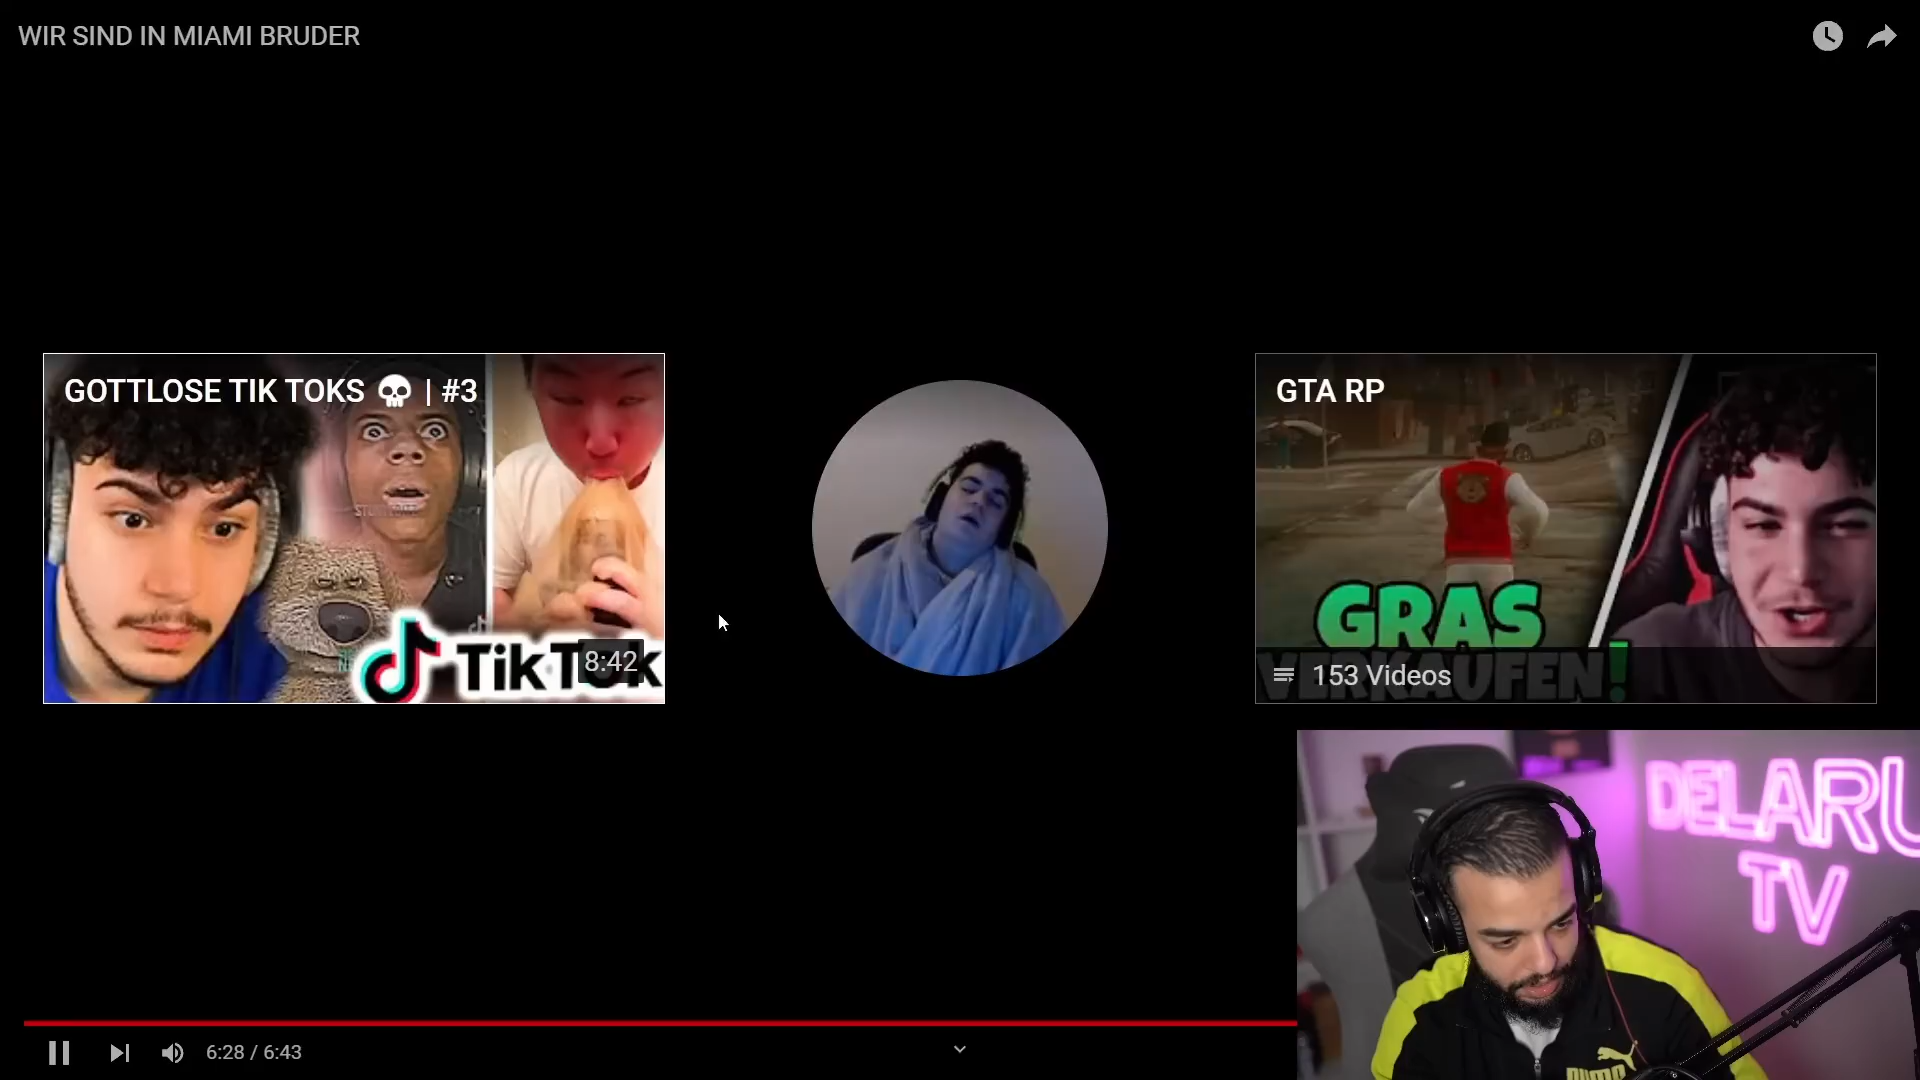 WIR SIND IN MIAMI BRUDER
GOTTLOSE TIK TOKS 💀 | #3
TikTok
8:42
GTA RP
GRAS
VERKAUFEN!
153 Videos
DELARU
TV
PUMA
6:28 / 6:43